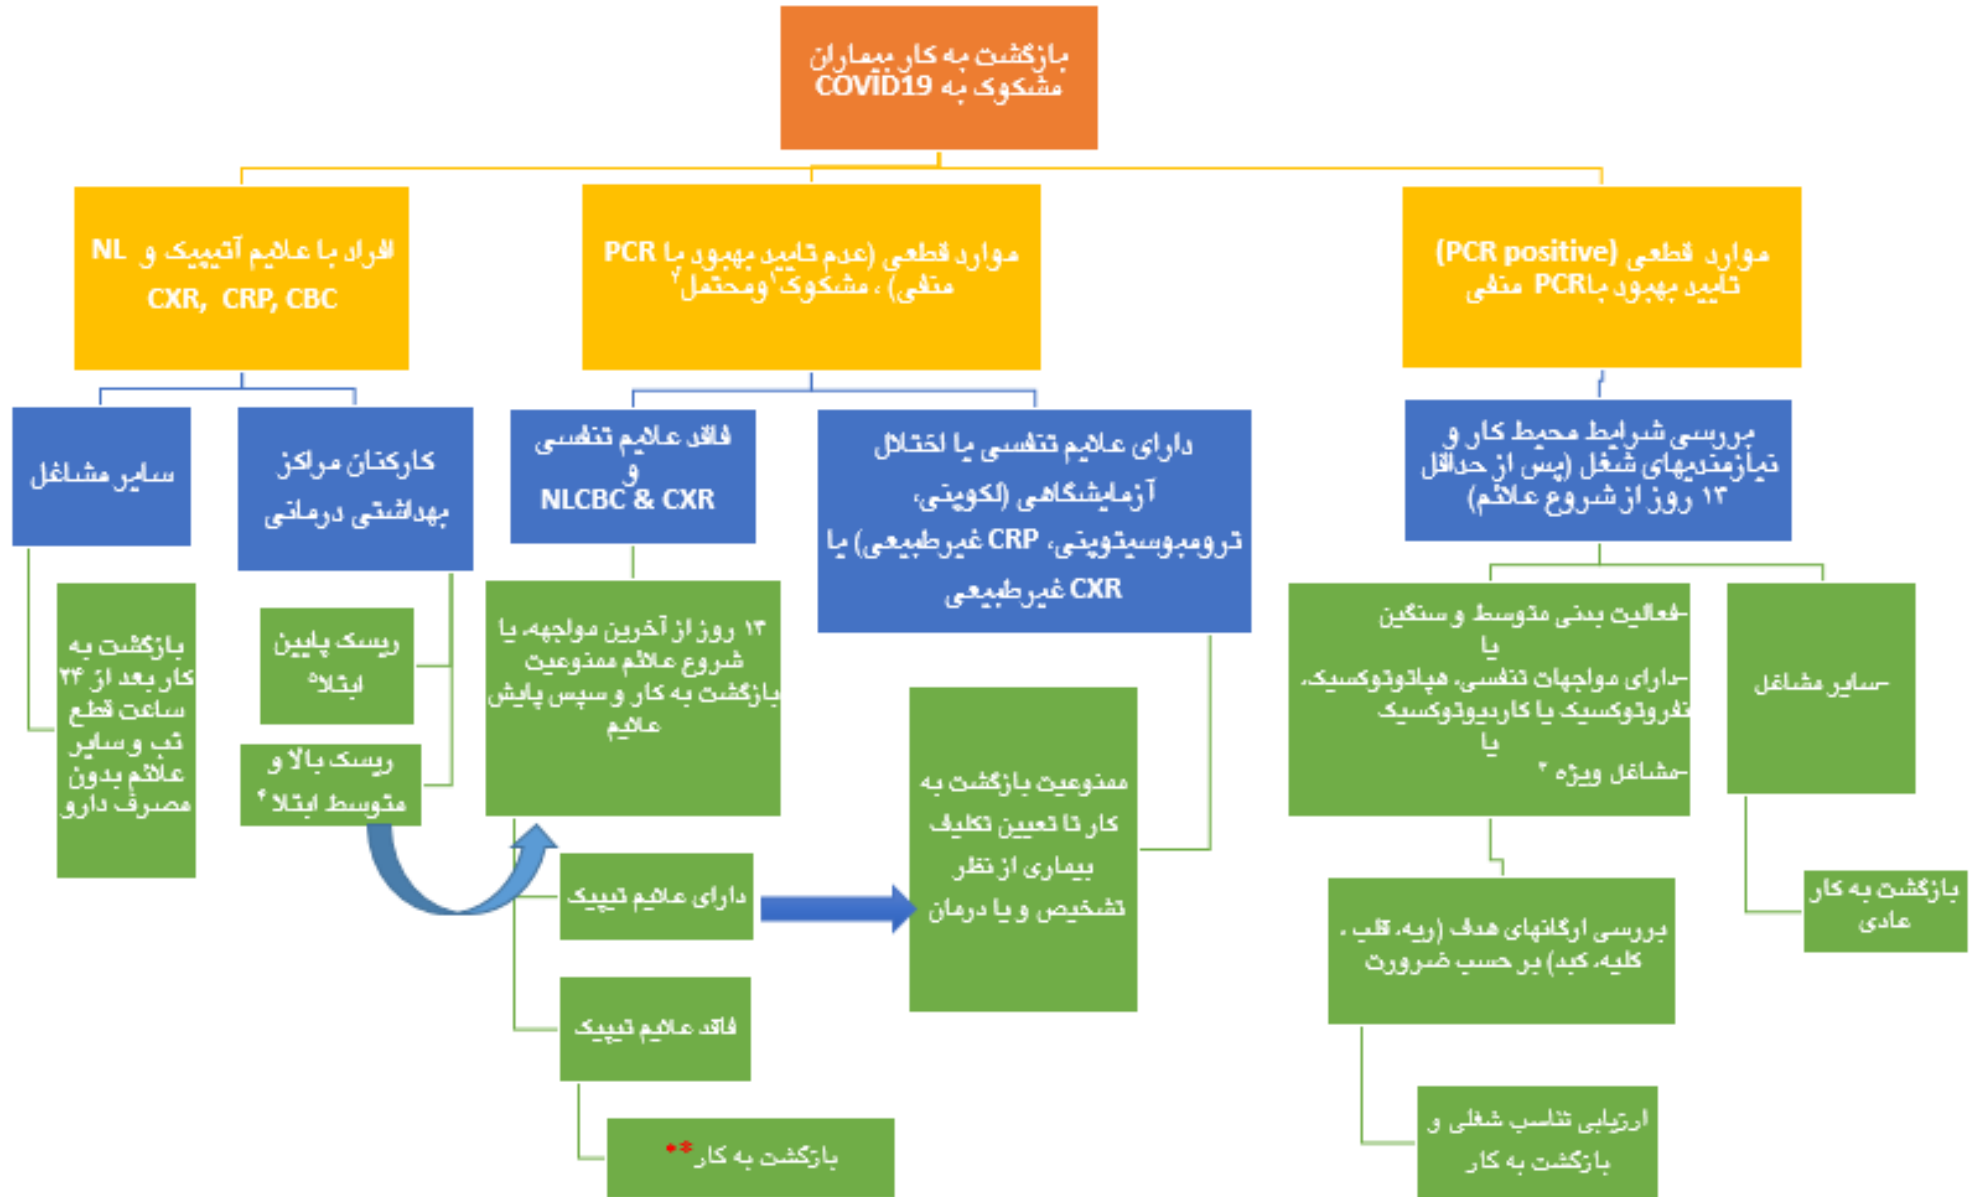 بازگشت به کار بیماران
مشکوک به COVID19
موارد قطعی (PCR positive)
تایید بهبود باPCR منفی
موارد قطعی (عدم تایید بهبود با PCR
منفی) ، مشکوک۱ ومحتمل۲
افراد با علایم آتیپیک و NL
CXR, CRP, CBC
بررسی شرایط محیط کار و
نیازمندیهای شغل (پس از حداقل
۱۴ روز از شروع علائم)
دارای علایم تنفسی یا اختلال
آزمایشگاهی (لکوپنی،
ترومبوسیتوپنی، CRP غیرطبیعی) یا
CXR غیرطبیعی
فاقد علایم تنفسی
و
NLCBC & CXR
کارکنان مراکز
بهداشتی درمانی
سایر مشاغل
-سایر مشاغل
-فعالیت بدنی متوسط و سنگین
یا
-دارای مواجهات تنفسی، هپاتوتوکسیک،
نفروتوکسیک یا کاردیوتوکسیک
یا
-مشاغل ویژه ۳
۱۴ روز از آخرین مواجهه، یا
شروع علائم ممنوعیت
بازگشت به کار و سپس پایش
علایم
ریسک پایین
ابتلا۵
ریسک بالا و
متوسط ابتلا ۴
بازگشت به
کار بعد از ۲۴
ساعت قطع
تب و سایر
علائم بدون
مصرف دارو
ممنوعیت بازگشت به
کار تا تعیین تکلیف
بیماری از نظر
تشخیص و یا درمان
دارای علایم تیپیک
فاقد علایم تیپیک
بازگشت به کار**
بازگشت به کار
عادی
بررسی ارگانهای هدف (ریه، قلب ،
کلیه، کبد) بر حسب ضرورت
ارزیابی تناسب شغلی و
بازگشت به کار